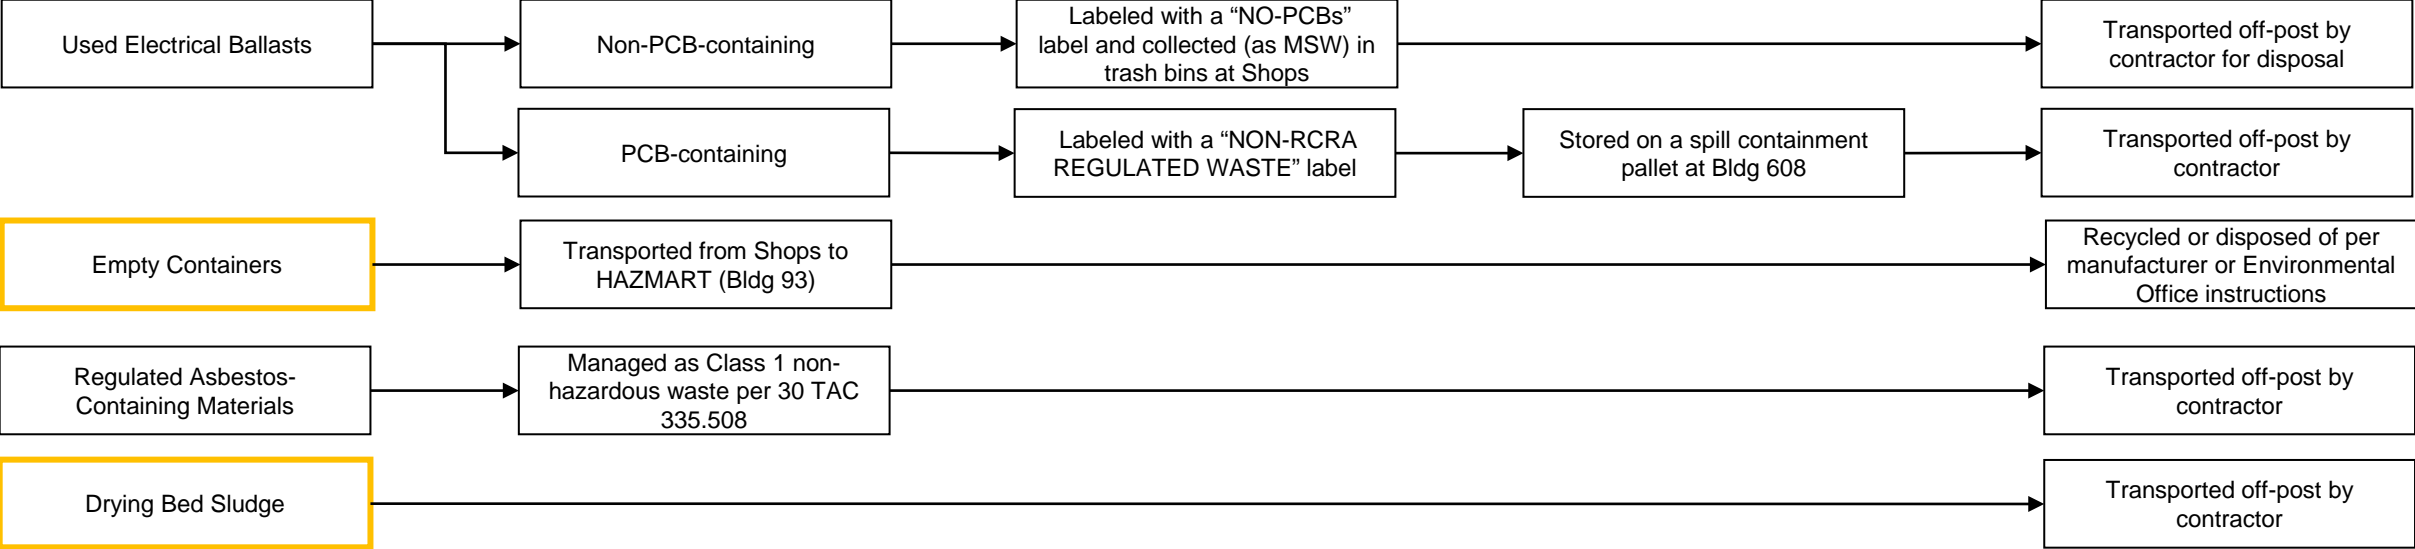 Used Electrical Ballasts
Non-PCB-containing
Labeled with a “NO-PCBs”
label and collected (as MSW) in
trash bins at Shops
Transported off-post by
contractor for disposal
PCB-containing
Labeled with a “NON-RCRA
REGULATED WASTE” label
Stored on a spill containment
pallet at Bldg 608
Transported off-post by
contractor
Empty Containers
Transported from Shops to
HAZMART (Bldg 93)
Recycled or disposed of per
manufacturer or Environmental
Office instructions
Regulated Asbestos-
Containing Materials
Managed as Class 1 non-
hazardous waste per 30 TAC
335.508
Transported off-post by
contractor
Drying Bed Sludge
Transported off-post by
contractor